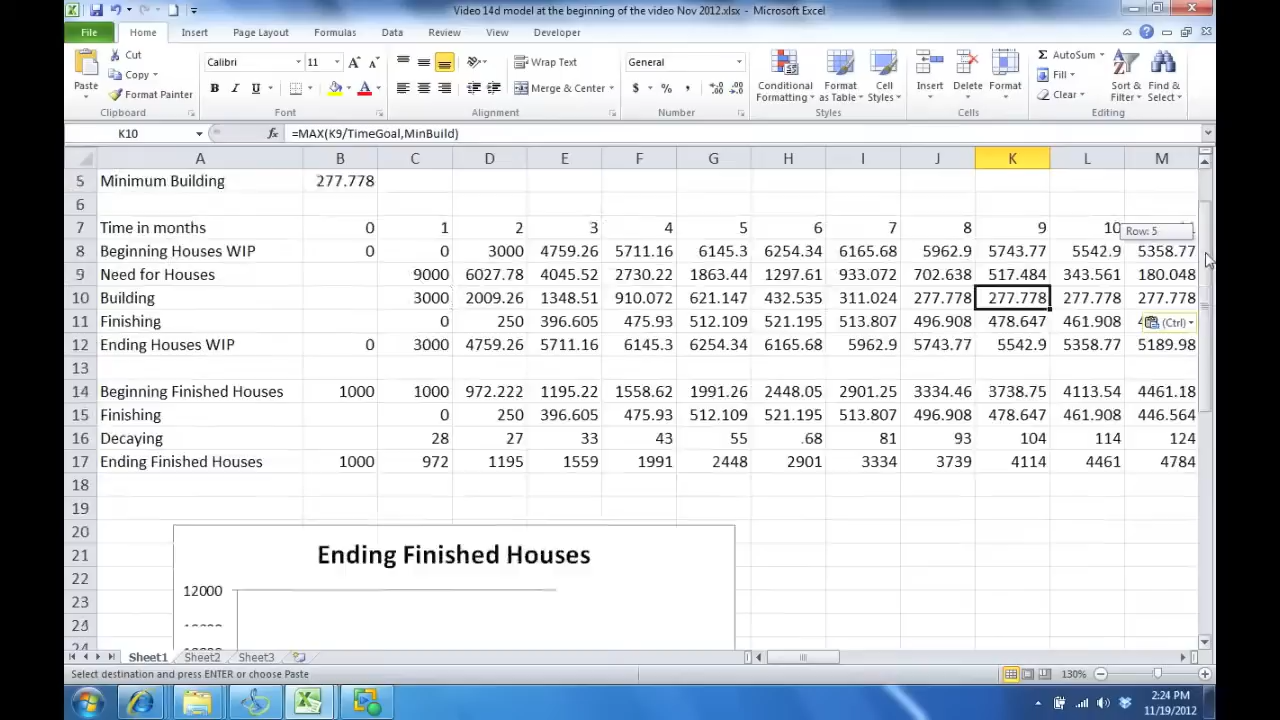 Video 14d model at the beginning of the video Nov 2012.xlsx - Microsoft Excel
File Home Insert Page Layout Formulas Data Review View Developer
Cut Calibri 11 Wrap Text General AutoSum
Copy Fill
Paste Format Painter B I U Merge & Center $ % , Conditional Formatting Format as Table Cell Styles Insert Delete Format Clear Sort & Filter Find & Select
Clipboard Font Alignment Number Styles Cells Editing
K10 fx =MAX(K9/TimeGoal,MinBuild)
A B C D E F G H I J K L M
5 Minimum Building 277.778
6
7 Time in months 0 1 2 3 4 5 6 7 8 9 10
Row: 5
8 Beginning Houses WIP 0 0 3000 4759.26 5711.16 6145.3 6254.34 6165.68 5962.9 5743.77 5542.9 5358.77
9 Need for Houses 9000 6027.78 4045.52 2730.22 1863.44 1297.61 933.072 702.638 517.484 343.561 180.048
10 Building 3000 2009.26 1348.51 910.072 621.147 432.535 311.024 277.778 277.778 277.778 277.778
11 Finishing 0 250 396.605 475.93 512.109 521.195 513.807 496.908 478.647 461.908
(Ctrl)
12 Ending Houses WIP 0 3000 4759.26 5711.16 6145.3 6254.34 6165.68 5962.9 5743.77 5542.9 5358.77 5189.98
13
14 Beginning Finished Houses 1000 1000 972.222 1195.22 1558.62 1991.26 2448.05 2901.25 3334.46 3738.75 4113.54 4461.18
15 Finishing 0 250 396.605 475.93 512.109 521.195 513.807 496.908 478.647 461.908 446.564
16 Decaying 28 27 33 43 55 68 81 93 104 114 124
17 Ending Finished Houses 1000 972 1195 1559 1991 2448 2901 3334 3739 4114 4461 4784
18
19
20
21 Ending Finished Houses
22
23 12000
24
Sheet1 Sheet2 Sheet3
Select destination and press ENTER or choose Paste 130%
2:24 PM
11/19/2012